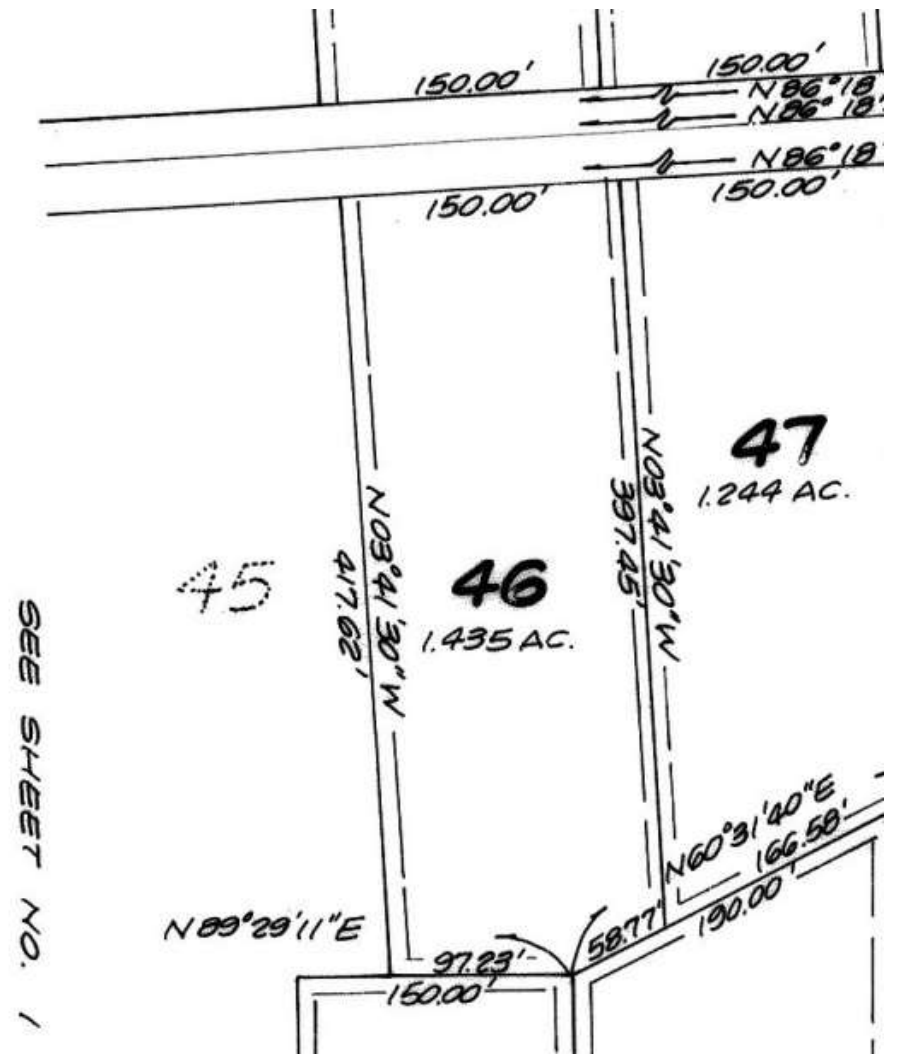 150.00'
150.00'
N86°18
N86°18'
N86°18'
150.00'
150.00'
47
1.244 AC.
N03°41'30"W
397.45'
N03°41'30"W
417.62'
45
46
1.435 AC.
SEE SHEET NO. 1
N60°31'40"E
166.58'
190.00'
58.77'
N89°29'11"E
97.23'
150.00'